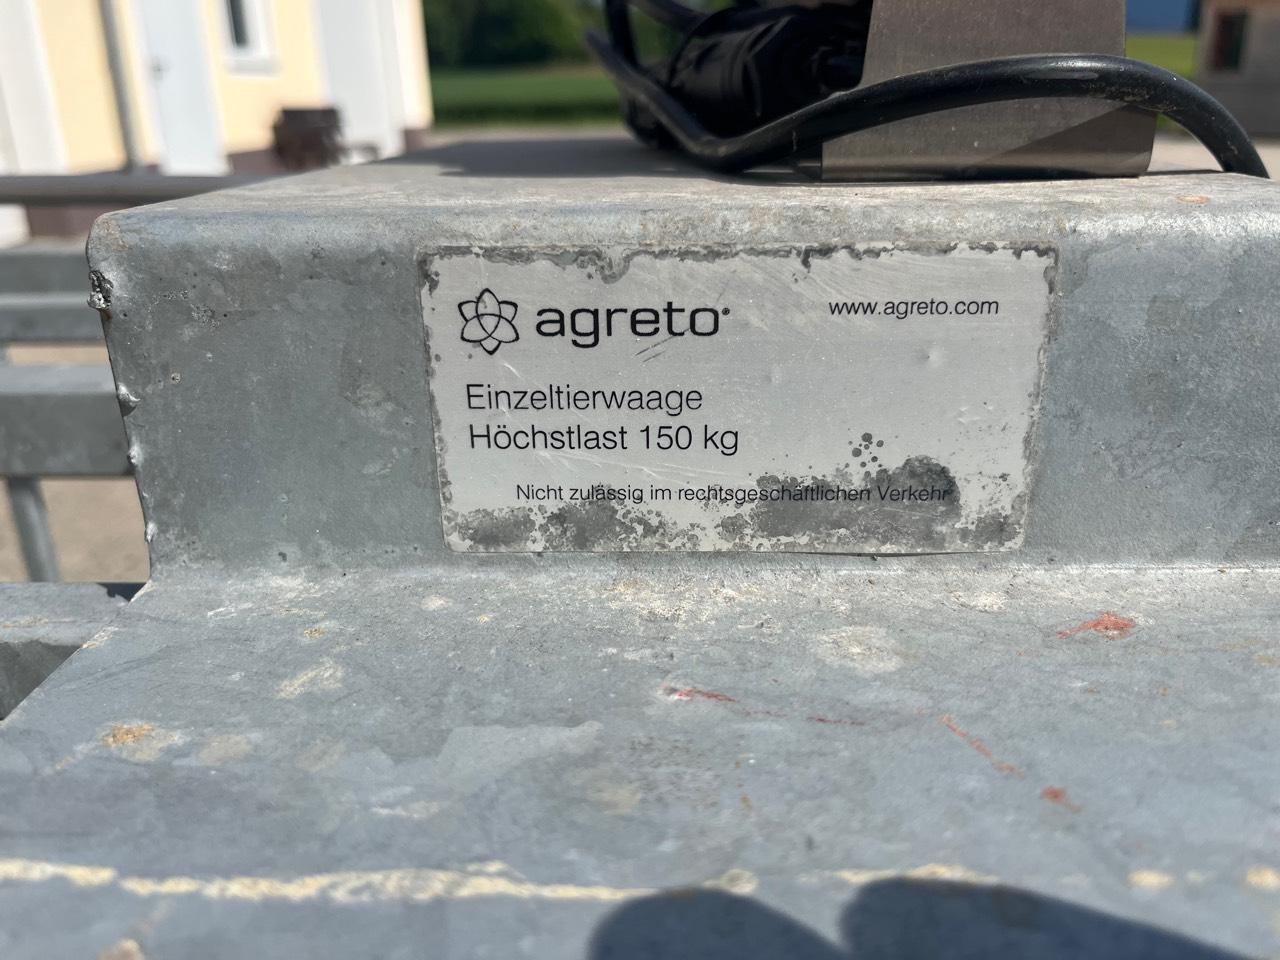 agreto®
www.agreto.com
Einzeltierwaage
Höchstlast 150 kg
Nicht zulässig im rechtsgeschäftlichen Verkehr